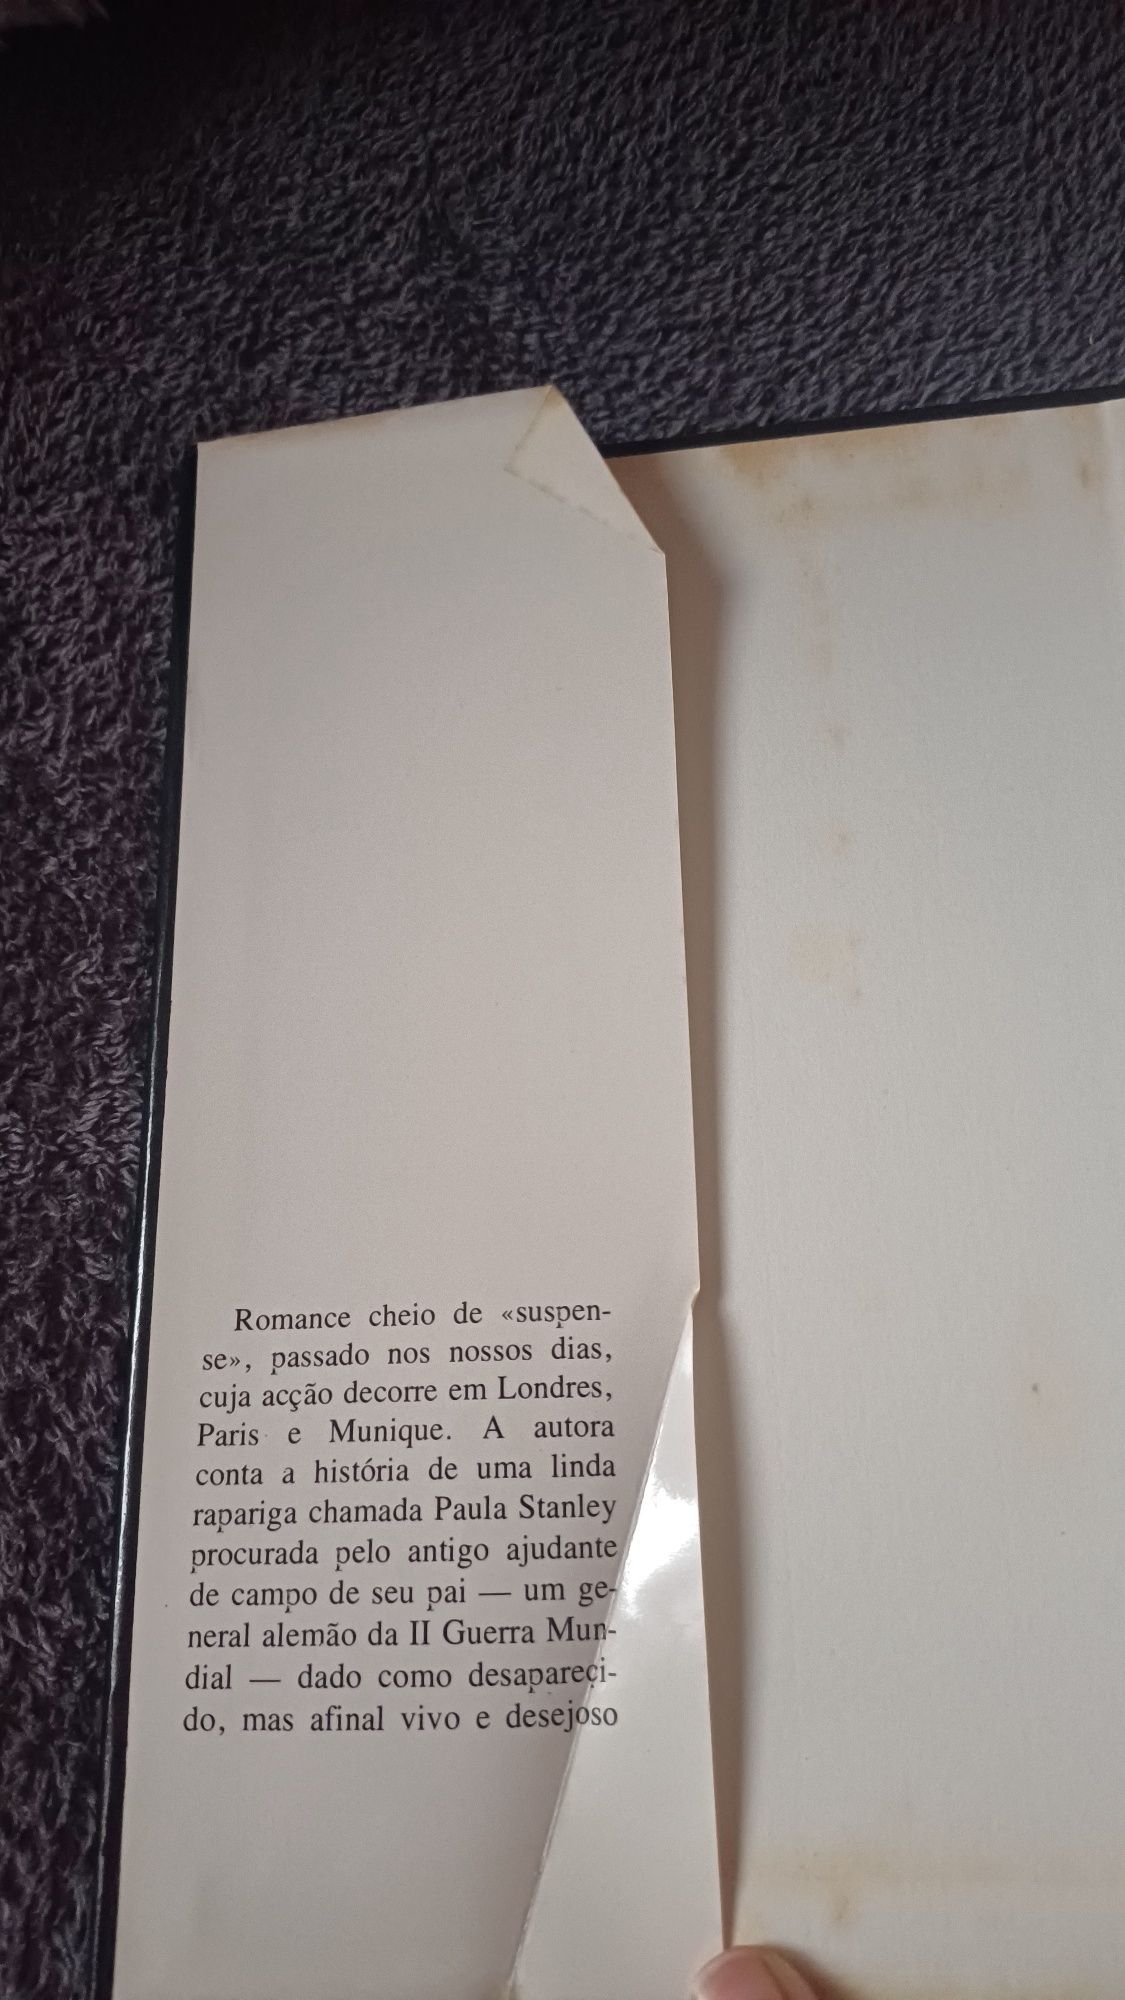 Romance cheio de «suspen-
se», passado nos nossos dias,
cuja acção decorre em Londres,
Paris e Munique. A autora
conta a história de uma linda
rapariga chamada Paula Stanley
procurada pelo antigo ajudante
de campo de seu pai — um ge-
neral alemão da II Guerra Mun-
dial — dado como desapareci-
do, mas afinal vivo e desejoso